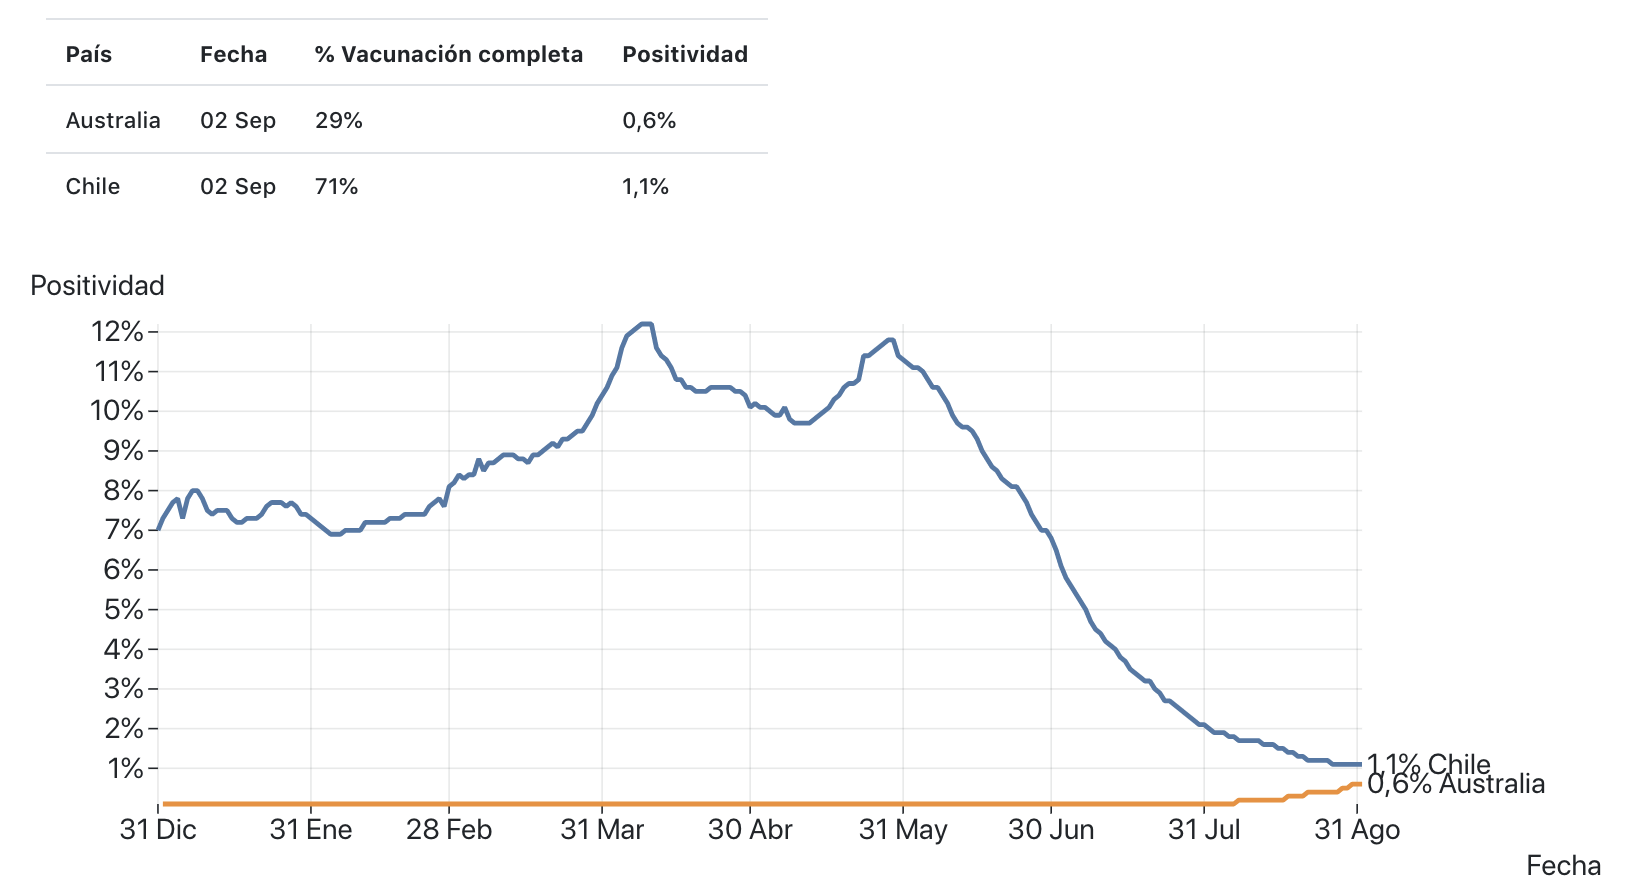 País Fecha % Vacunación completa Positividad
Australia 02 Sep 29% 0,6%
Chile 02 Sep 71% 1,1%
Positividad
12%
11%
10%
9%
8%
7%
6%
5%
4%
3%
2%
1%
1,1% Chile
0,6% Australia
31 Dic 31 Ene 28 Feb 31 Mar 30 Abr 31 May 30 Jun 31 Jul 31 Ago
Fecha